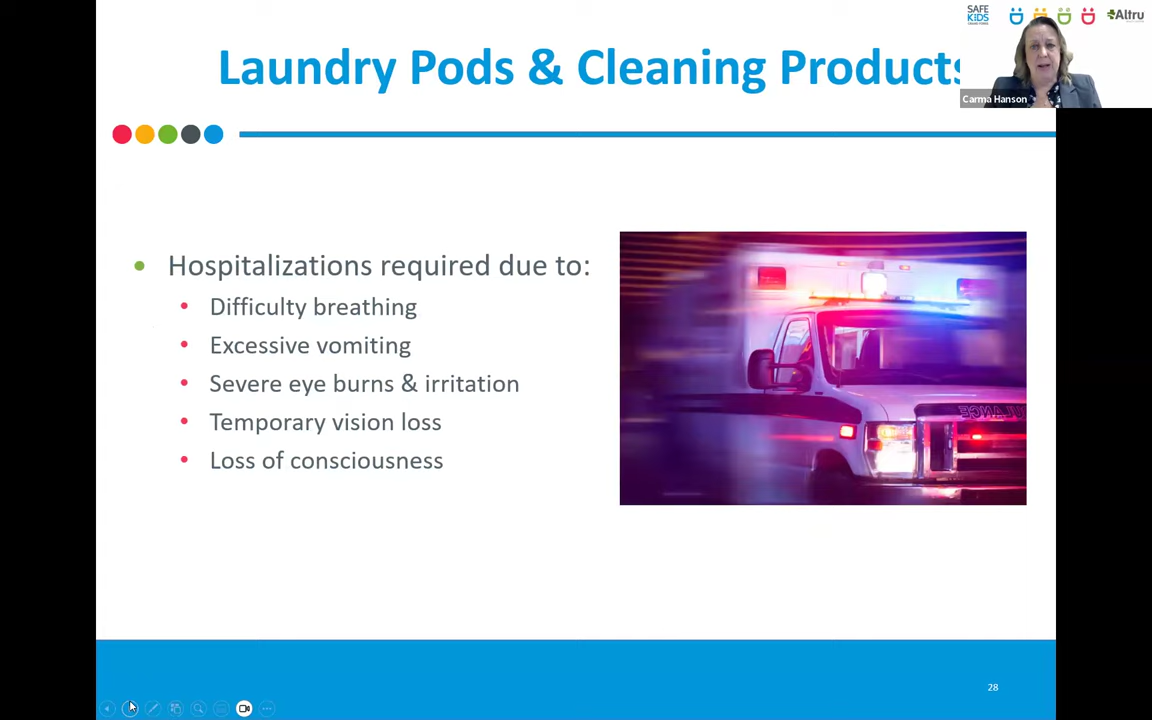 SAFE
KIDS
Altru
Laundry Pods & Cleaning Products
Carma Hanson
Hospitalizations required due to:
Difficulty breathing
Excessive vomiting
Severe eye burns & irritation
Temporary vision loss
Loss of consciousness
AMBULANCE
28